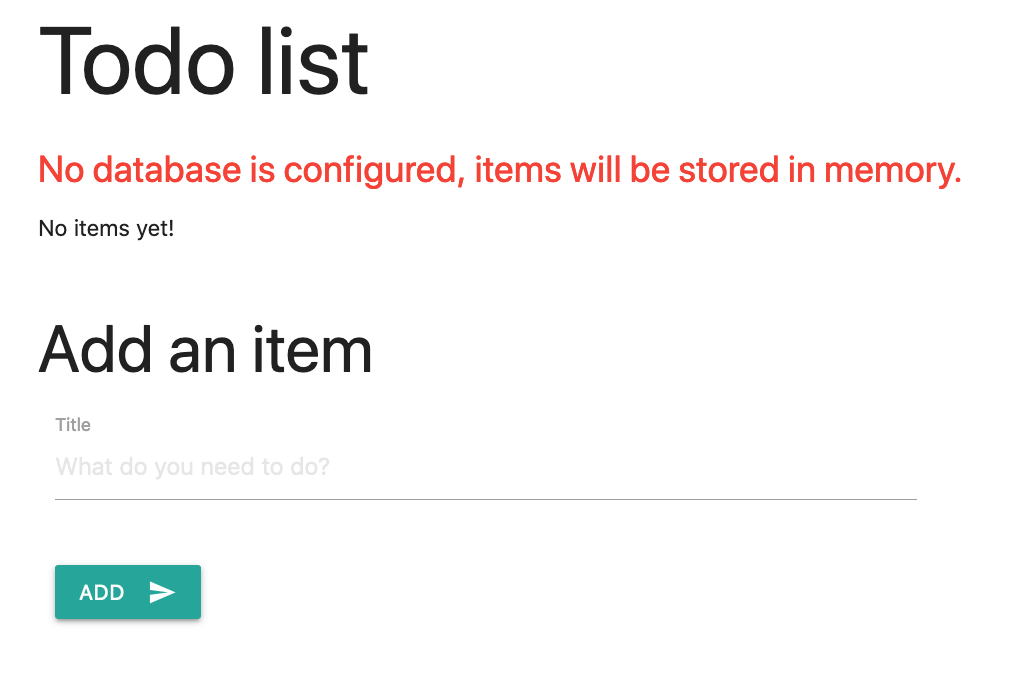 Todo list
No database is configured, items will be stored in memory.
No items yet!
Add an item
Title
What do you need to do?
ADD